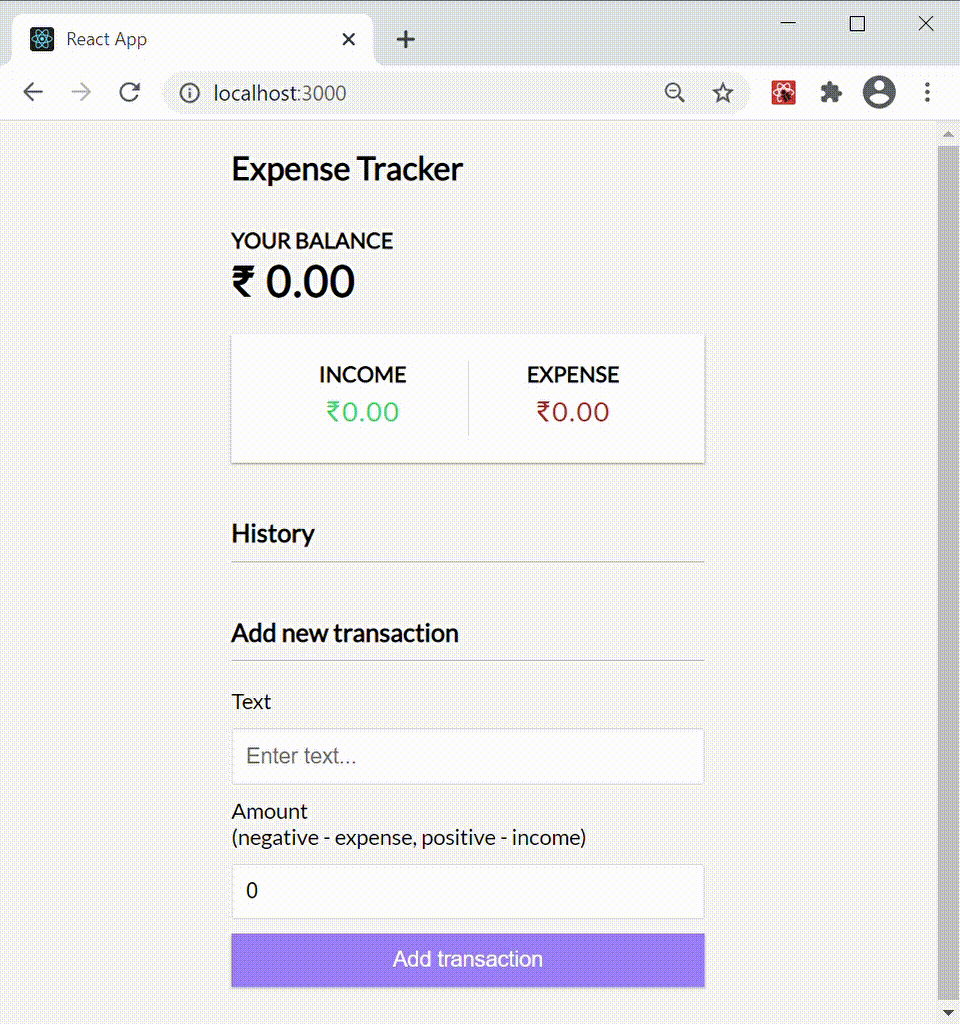 React App
localhost:3000
Expense Tracker
YOUR BALANCE
₹ 0.00
INCOME EXPENSE
₹0.00 ₹0.00
History
Add new transaction
Text
Enter text...
Amount
(negative - expense, positive - income)
0
Add transaction